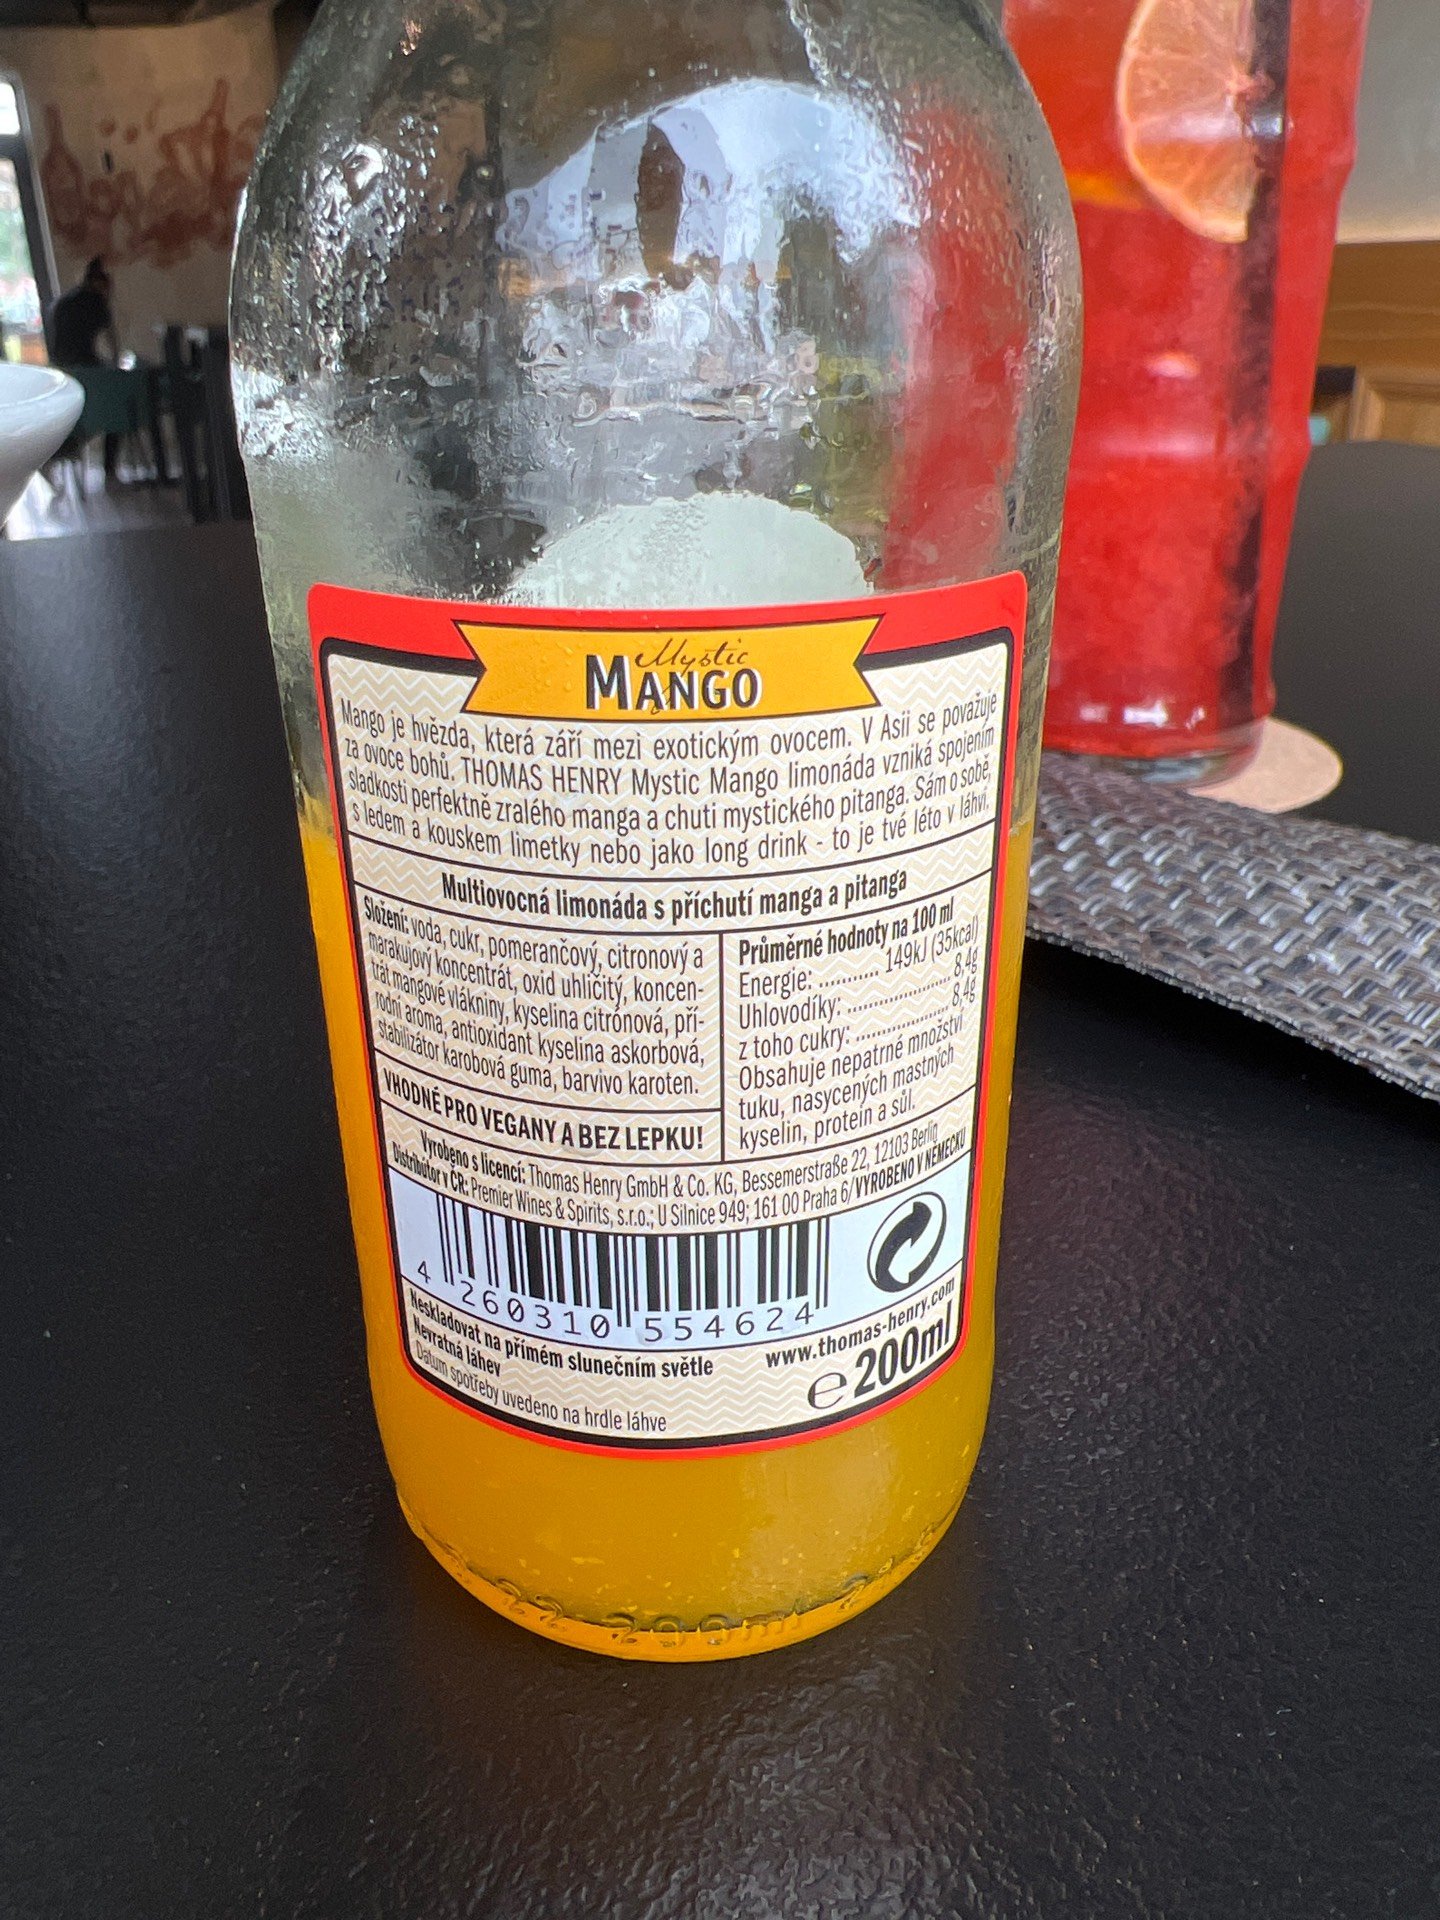 Mystic
MANGO
Mango je hvězda, která září mezi exotickým ovocem. V Asii se považuje
za ovoce bohů. THOMAS HENRY Mystic Mango limonáda vzniká spojením
sladkosti perfektně zralého manga a chuti mystického pitanga. Sám o sobě,
s ledem a kouskem limetky nebo jako long drink - to je tvé léto v láhvi.
Multiovocná limonáda s příchutí manga a pitanga
Složení: voda, cukr, pomerančový, citronový a
marakujový koncentrát, oxid uhličitý, koncen-
trát mangové vlákniny, kyselina citrónová, pří-
rodní aroma, antioxidant kyselina askorbová,
stabilizátor karobová guma, barvivo karoten.
VHODNÉ PRO VEGANY A BEZ LEPKU!
Průměrné hodnoty na 100 ml
Energie: ........... 149kJ (35kcal)
Uhlovodíky: ...................... 8,4g
z toho cukry: .................... 8,4g
Obsahuje nepatrné množství
tuku, nasycených mastných
kyselin, protein a sůl.
Vyrobeno s licencí: Thomas Henry GmbH & Co. KG, Bessemerstraße 22, 12103 Berlin
Distributor v ČR: Premier Wines & Spirits, s.r.o.; U Silnice 949; 161 00 Praha 6/VYROBENO V NĚMECKU
4 260310 554624
Neskladovat na přímém slunečním světle
Nevratná láhev
Datum spotřeby uvedeno na hrdle láhve
www.thomas-henry.com
e 200ml
22 200ml